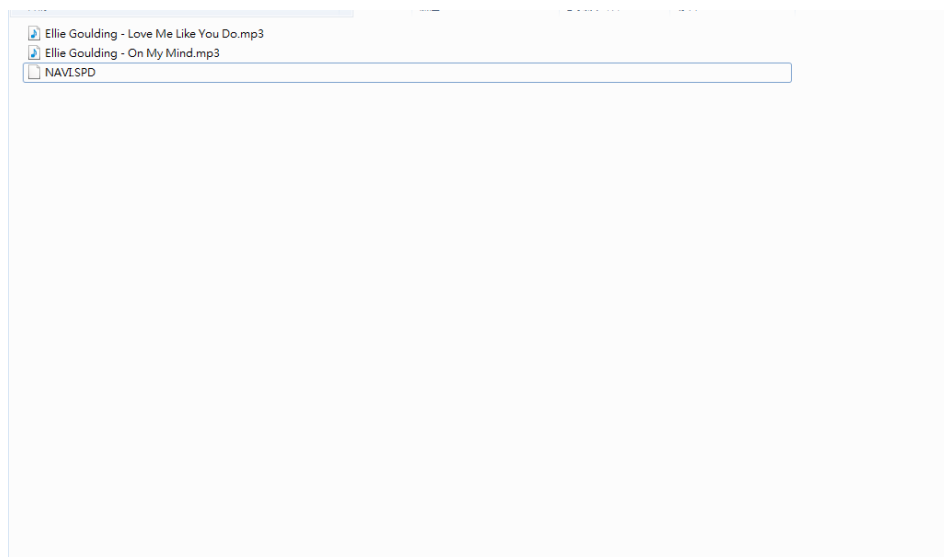 Ellie Goulding - Love Me Like You Do.mp3
Ellie Goulding - On My Mind.mp3
NAVI.SPD